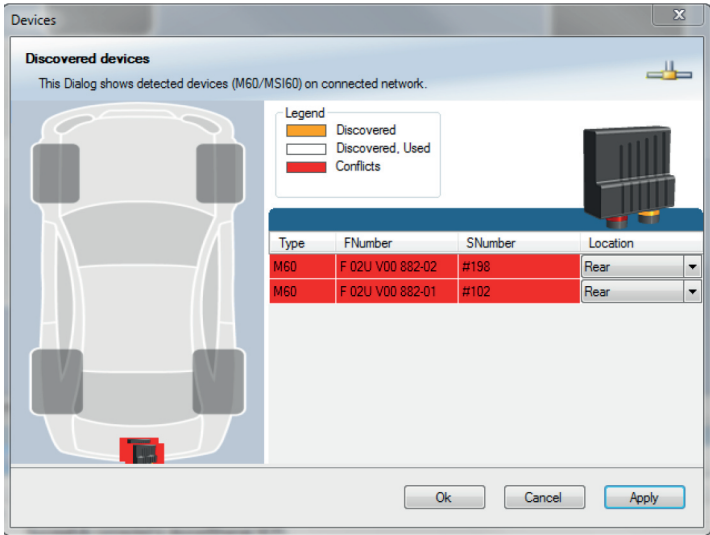 Devices
X
Discovered devices
This Dialog shows detected devices (M60/MSI60) on connected network.
Legend
Discovered
Discovered, Used
Conflicts
Type FNumber SNumber Location
M60 F 02U V00 882-02 #198 Rear
M60 F 02U V00 882-01 #102 Rear
Ok Cancel Apply